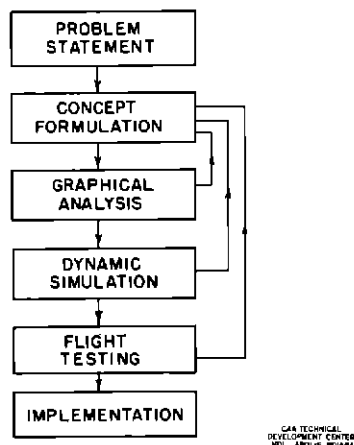 PROBLEM
STATEMENT
CONCEPT
FORMULATION
GRAPHICAL
ANALYSIS
DYNAMIC
SIMULATION
FLIGHT
TESTING
IMPLEMENTATION
CAA TECHNICAL
DEVELOPMENT CENTER